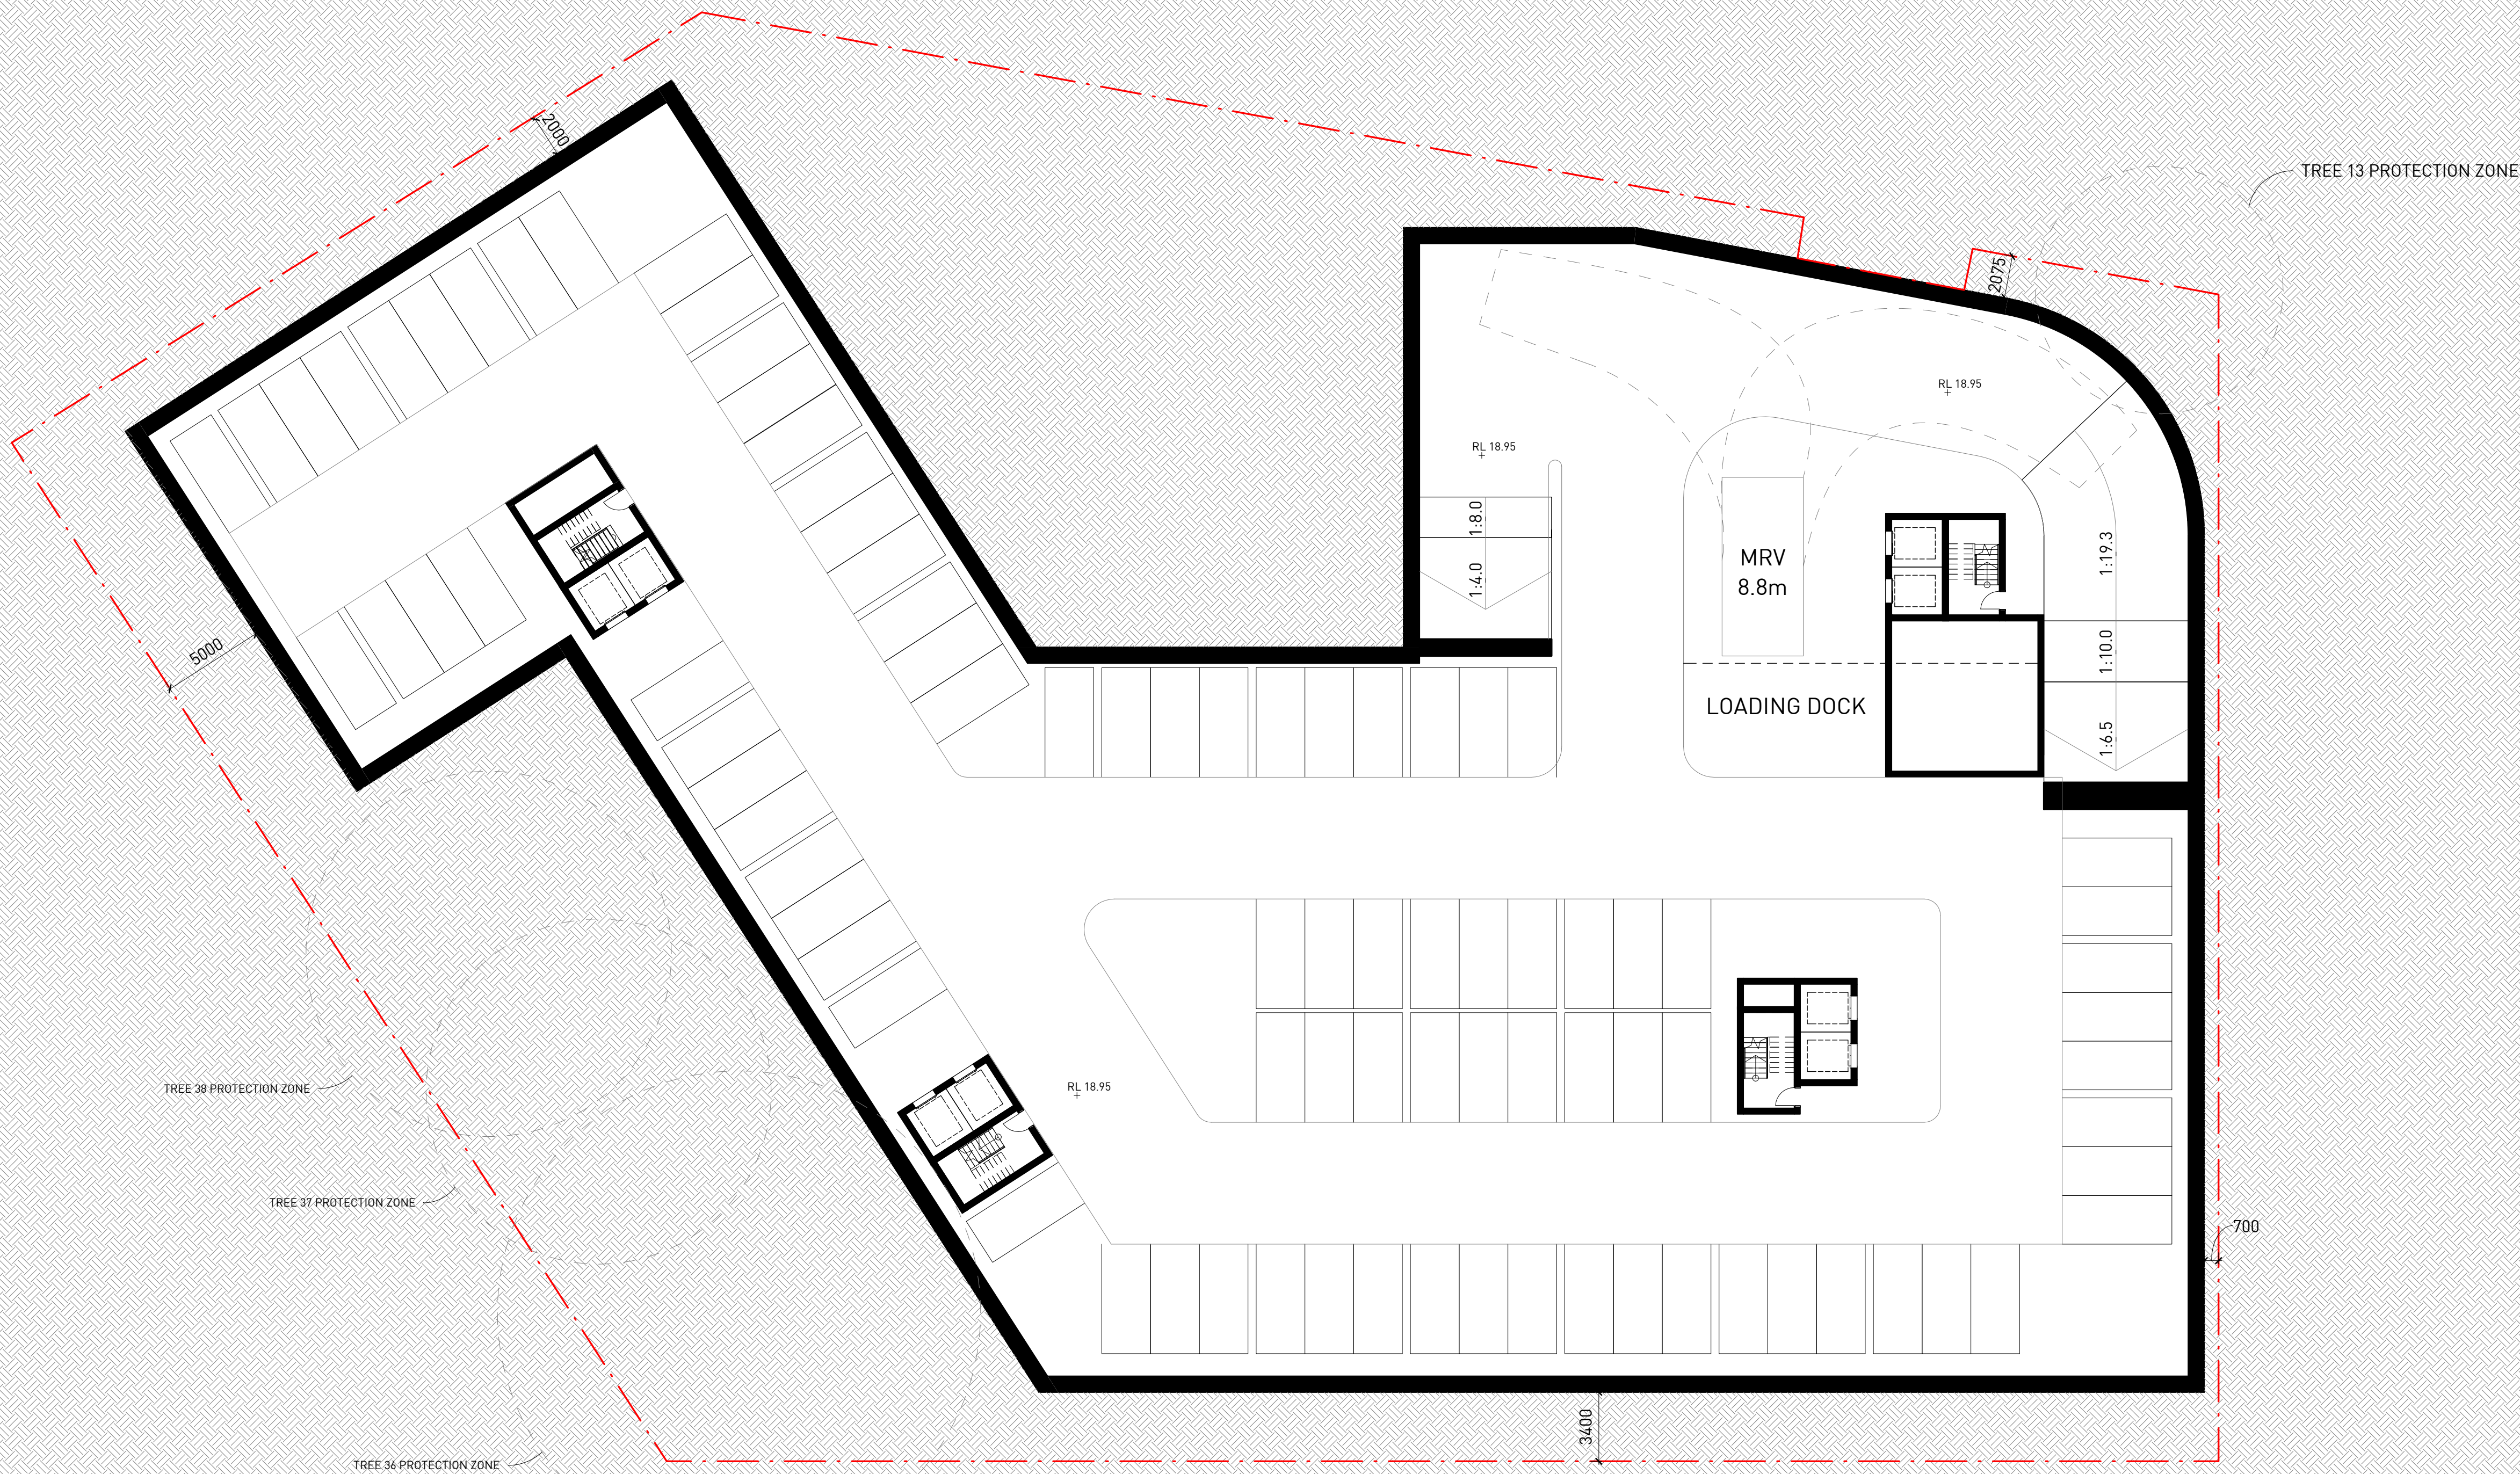 2000
TREE 13 PROTECTION ZONE
2075
RL 18.95
RL 18.95
1:8.0
1:4.0
MRV
8.8m
1:19.3
1:10.0
1:6.5
5000
LOADING DOCK
RL 18.95
TREE 38 PROTECTION ZONE
TREE 37 PROTECTION ZONE
700
3400
TREE 36 PROTECTION ZONE